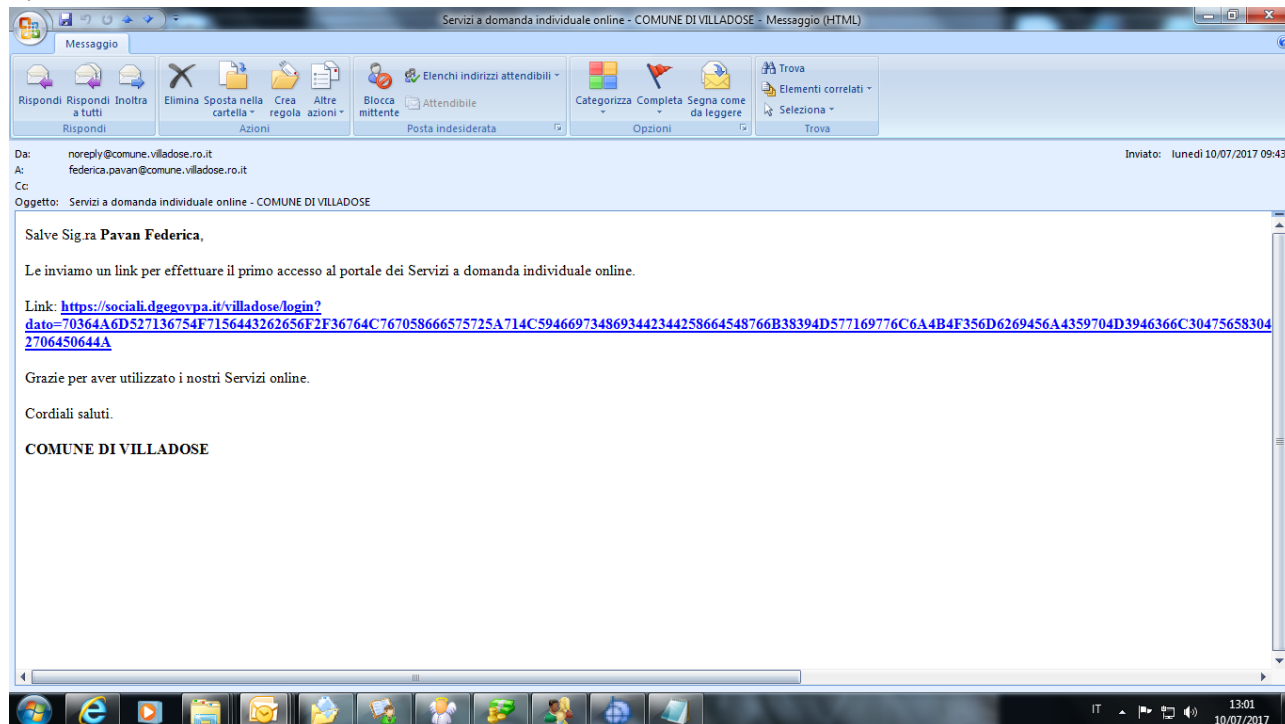 Servizi a domanda individuale online - COMUNE DI VILLADOSE - Messaggio (HTML)
Messaggio
Rispondi Rispondi a tutti Inoltra
Elimina Sposta nella cartella Crea regola Altre azioni
Blocca mittente
Elenchi indirizzi attendibili
Attendibile
Categorizza Completa Segna come da leggere
Trova
Elementi correlati
Seleziona
Rispondi Azioni Posta indesiderata Opzioni Trova
Da: noreply@comune.villadose.ro.it Inviato: lunedì 10/07/2017 09:43
A: federica.pavan@comune.villadose.ro.it
Cc:
Oggetto: Servizi a domanda individuale online - COMUNE DI VILLADOSE
Salve Sig.ra Pavan Federica,
Le inviamo un link per effettuare il primo accesso al portale dei Servizi a domanda individuale online.
Link: https://sociali.dgegovpa.it/villadose/login?
dato=70364A6D527136754F7156443262656F2F36764C767058666575725A714C594669734869344234425866454876​6B38394D577169776C6A4B4F356D6269456A4359704D3946366C30475658304
2706450644A
Grazie per aver utilizzato i nostri Servizi online.
Cordiali saluti.
COMUNE DI VILLADOSE
IT 13:01
10/07/2017